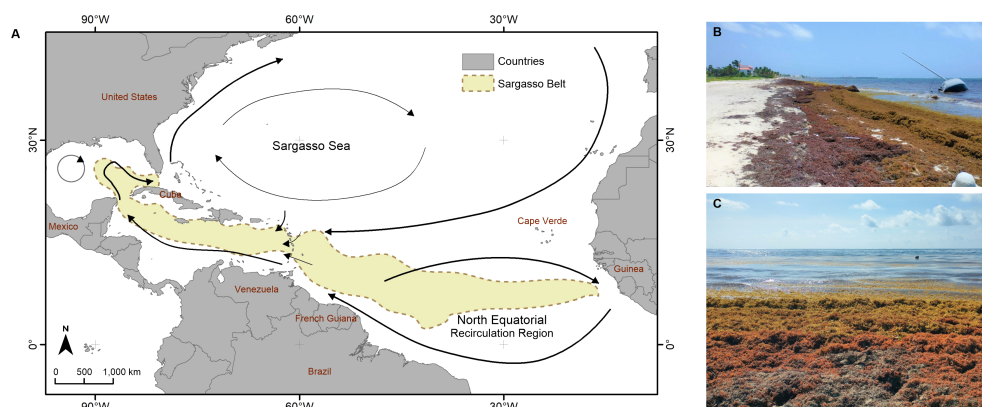 90°W
60°W
30°W
A
B
Countries
Sargasso Belt
United States
Sargasso Sea
30°N
30°N
Cuba
Mexico
Cape Verde
C
Guinea
Venezuela
French Guiana
North Equatorial
Recirculation Region
N
0°
0°
0 500 1,000 km
Brazil
90°W
60°W
30°W